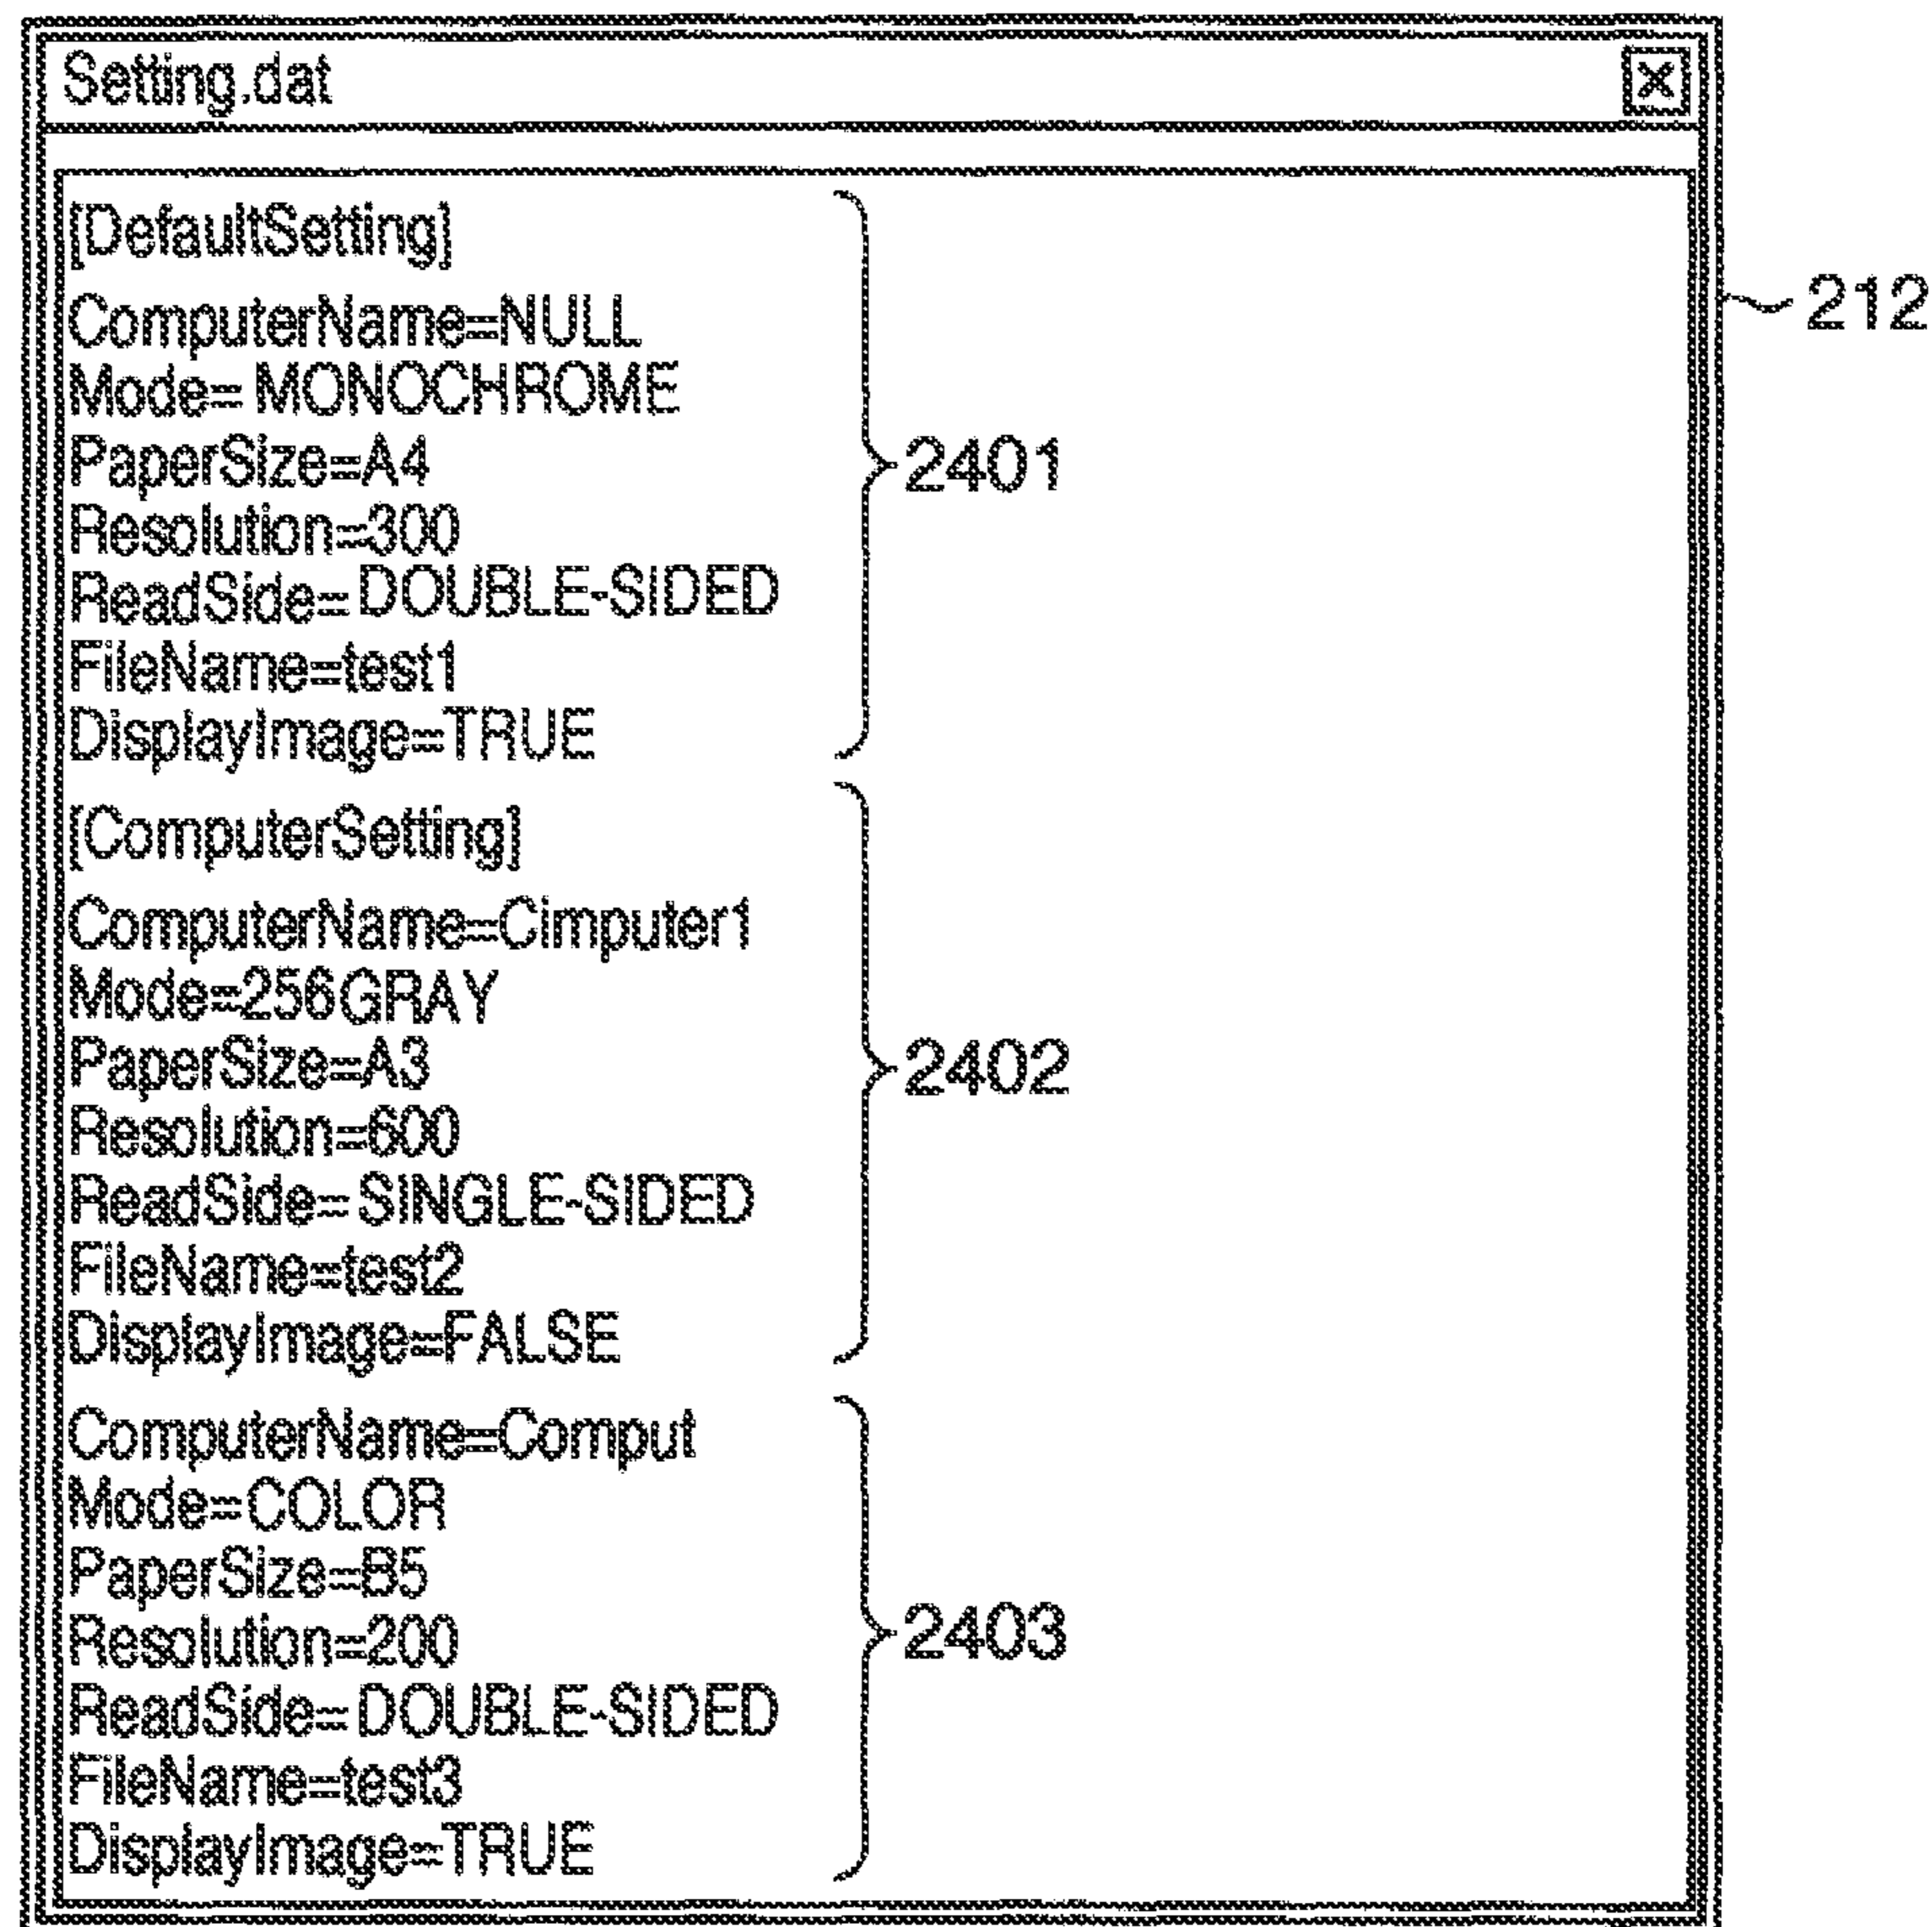 Setting.dat
[DefaultSetting]
ComputerName=NULL
212
Mode= MONOCHROME
PaperSize=A4
2401
Resolution=300
ReadSide= DOUBLE-SIDED
FileName=test1
DisplayImage=TRUE
[ComputerSetting]
ComputerName=Cimputer1
Mode=256GRAY
PaperSize=A3
2402
Resolution=600
ReadSide= SINGLE-SIDED
FileName=test2
DisplayImage=FALSE
ComputerName=Comput
Mode=COLOR
PaperSize=B5
Resolution=200
2403
ReadSide= DOUBLE-SIDED
FileName=test3
DisplayImage=TRUE